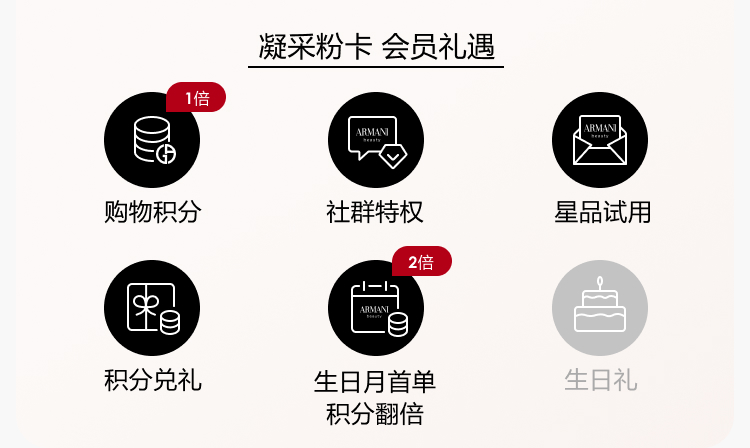 凝采粉卡 会员礼遇
1倍
ARMANI
beauty
ARMANI
beauty
购物积分
社群特权
星品试用
2倍
ARMANI
beauty
积分兑礼
生日月首单
积分翻倍
生日礼